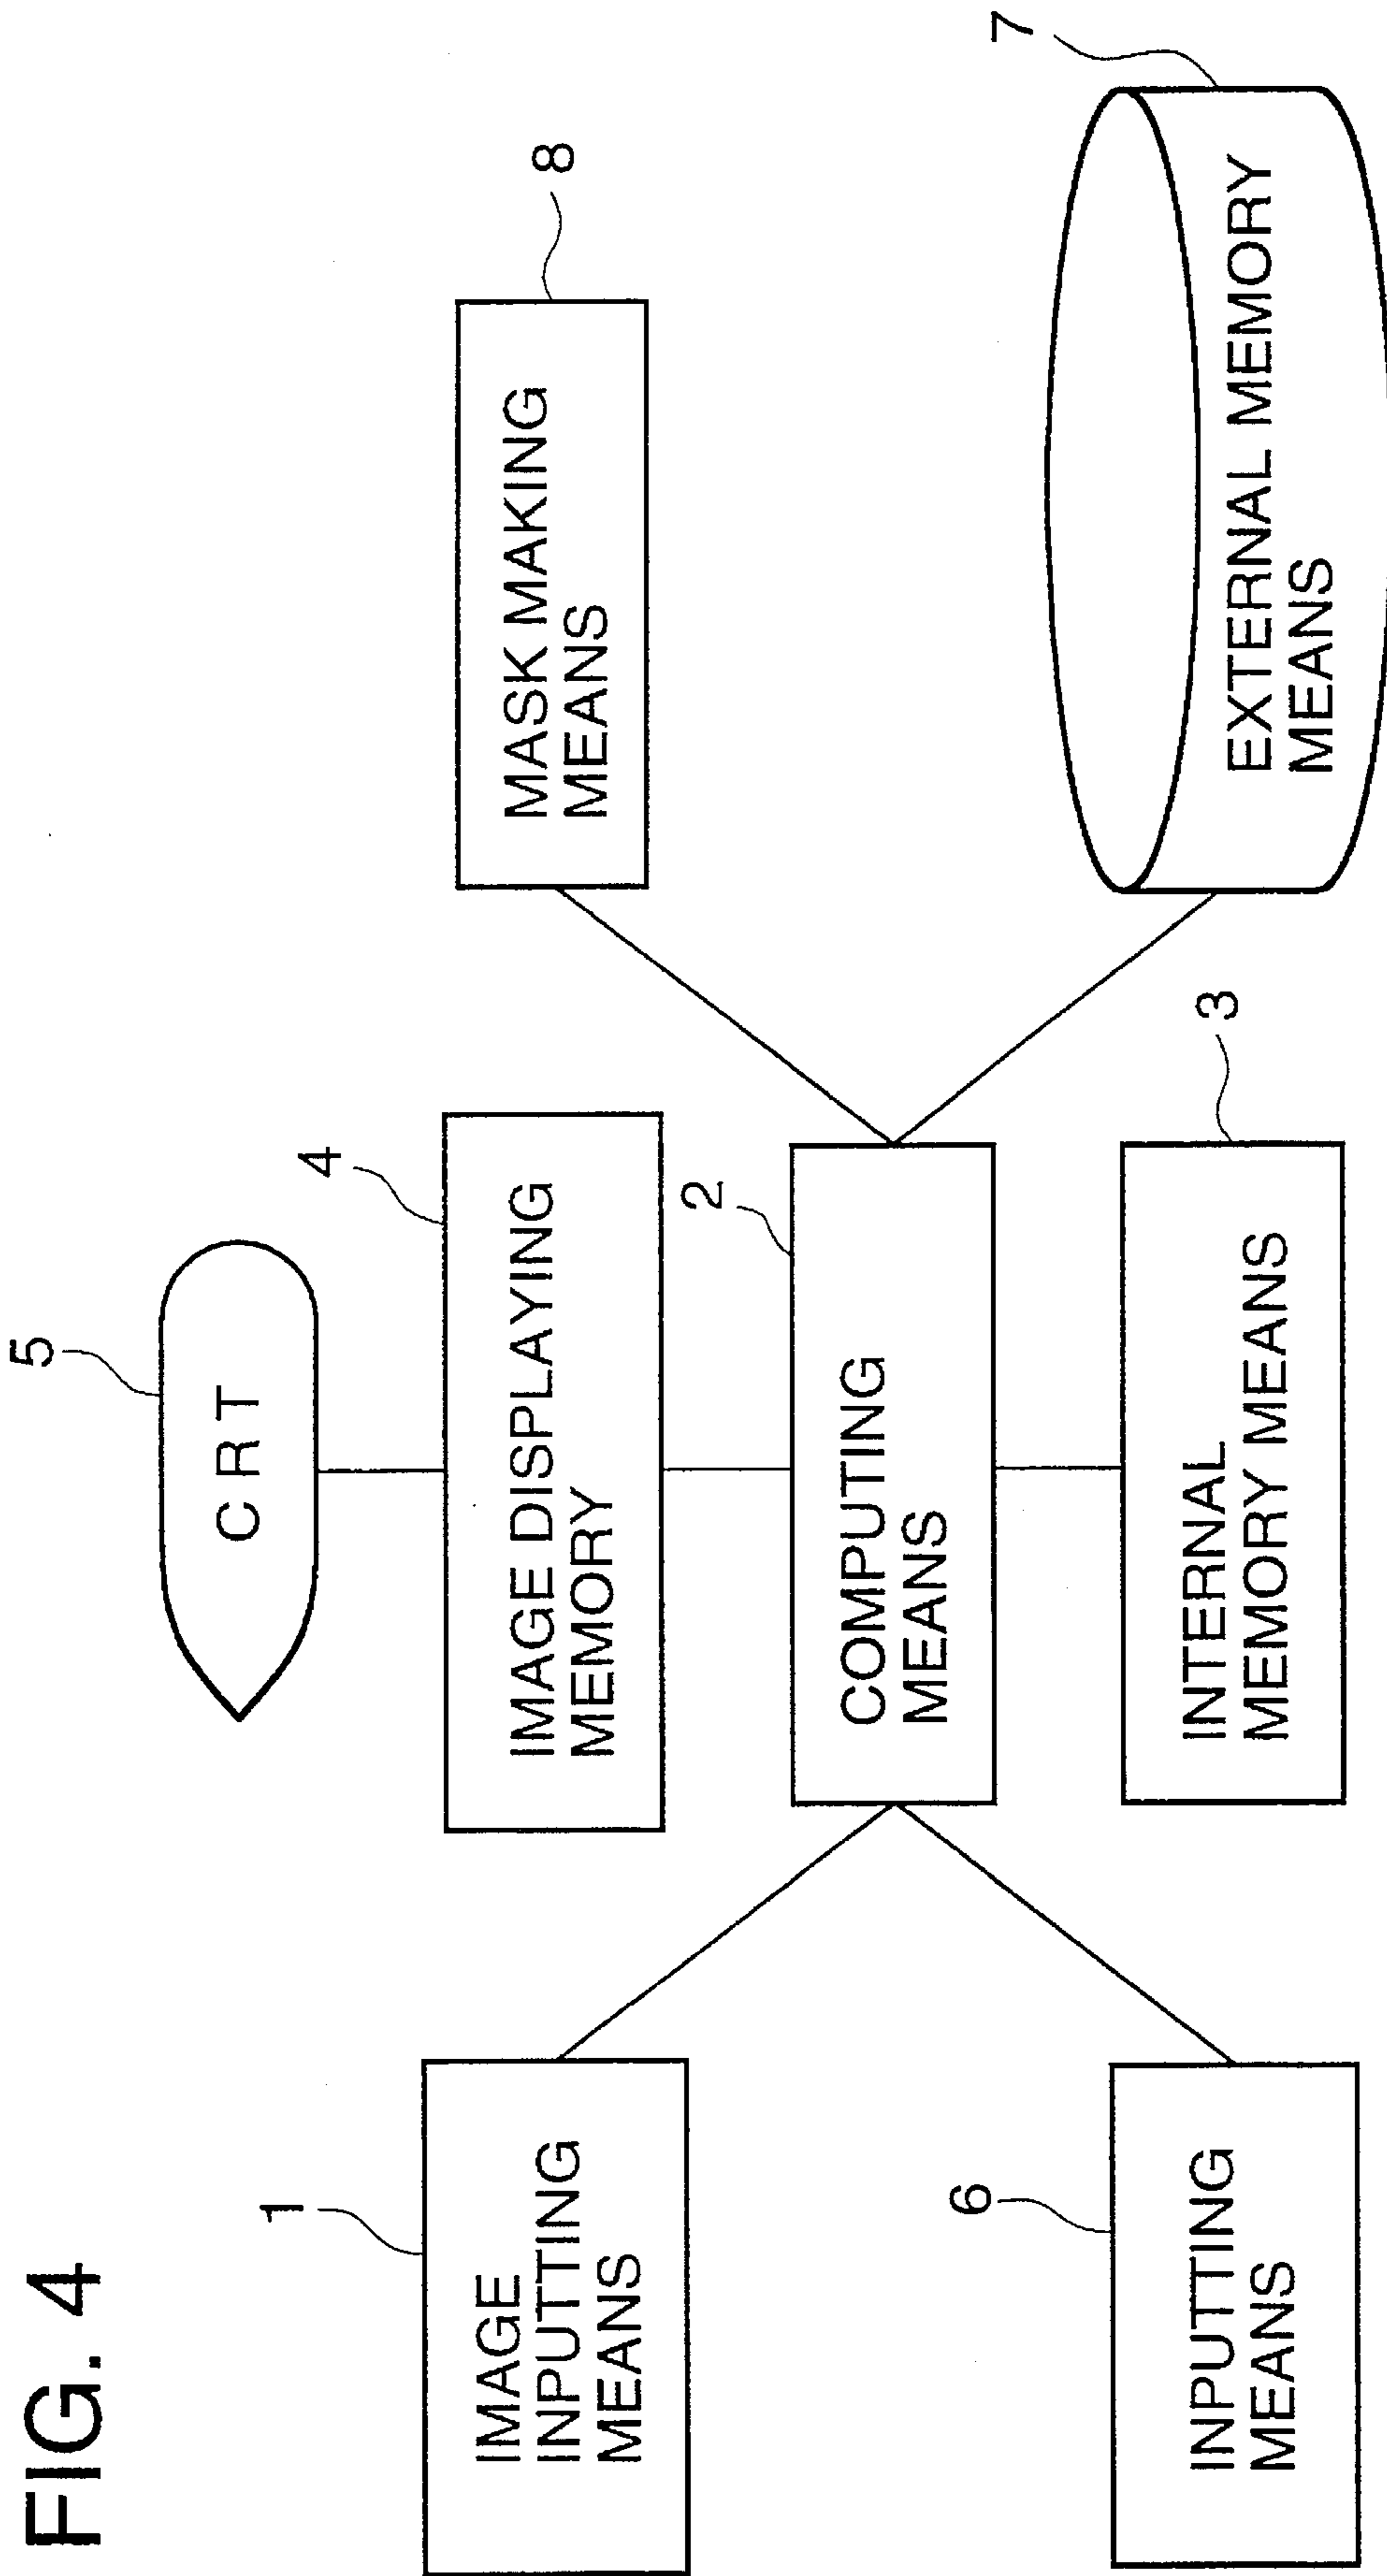 FIG. 4
5
CRT
1
IMAGE
INPUTTING
MEANS
4
IMAGE DISPLAYING
MEMORY
8
MASK MAKING
MEANS
2
COMPUTING
MEANS
6
INPUTTING
MEANS
3
INTERNAL
MEMORY MEANS
7
EXTERNAL MEMORY
MEANS